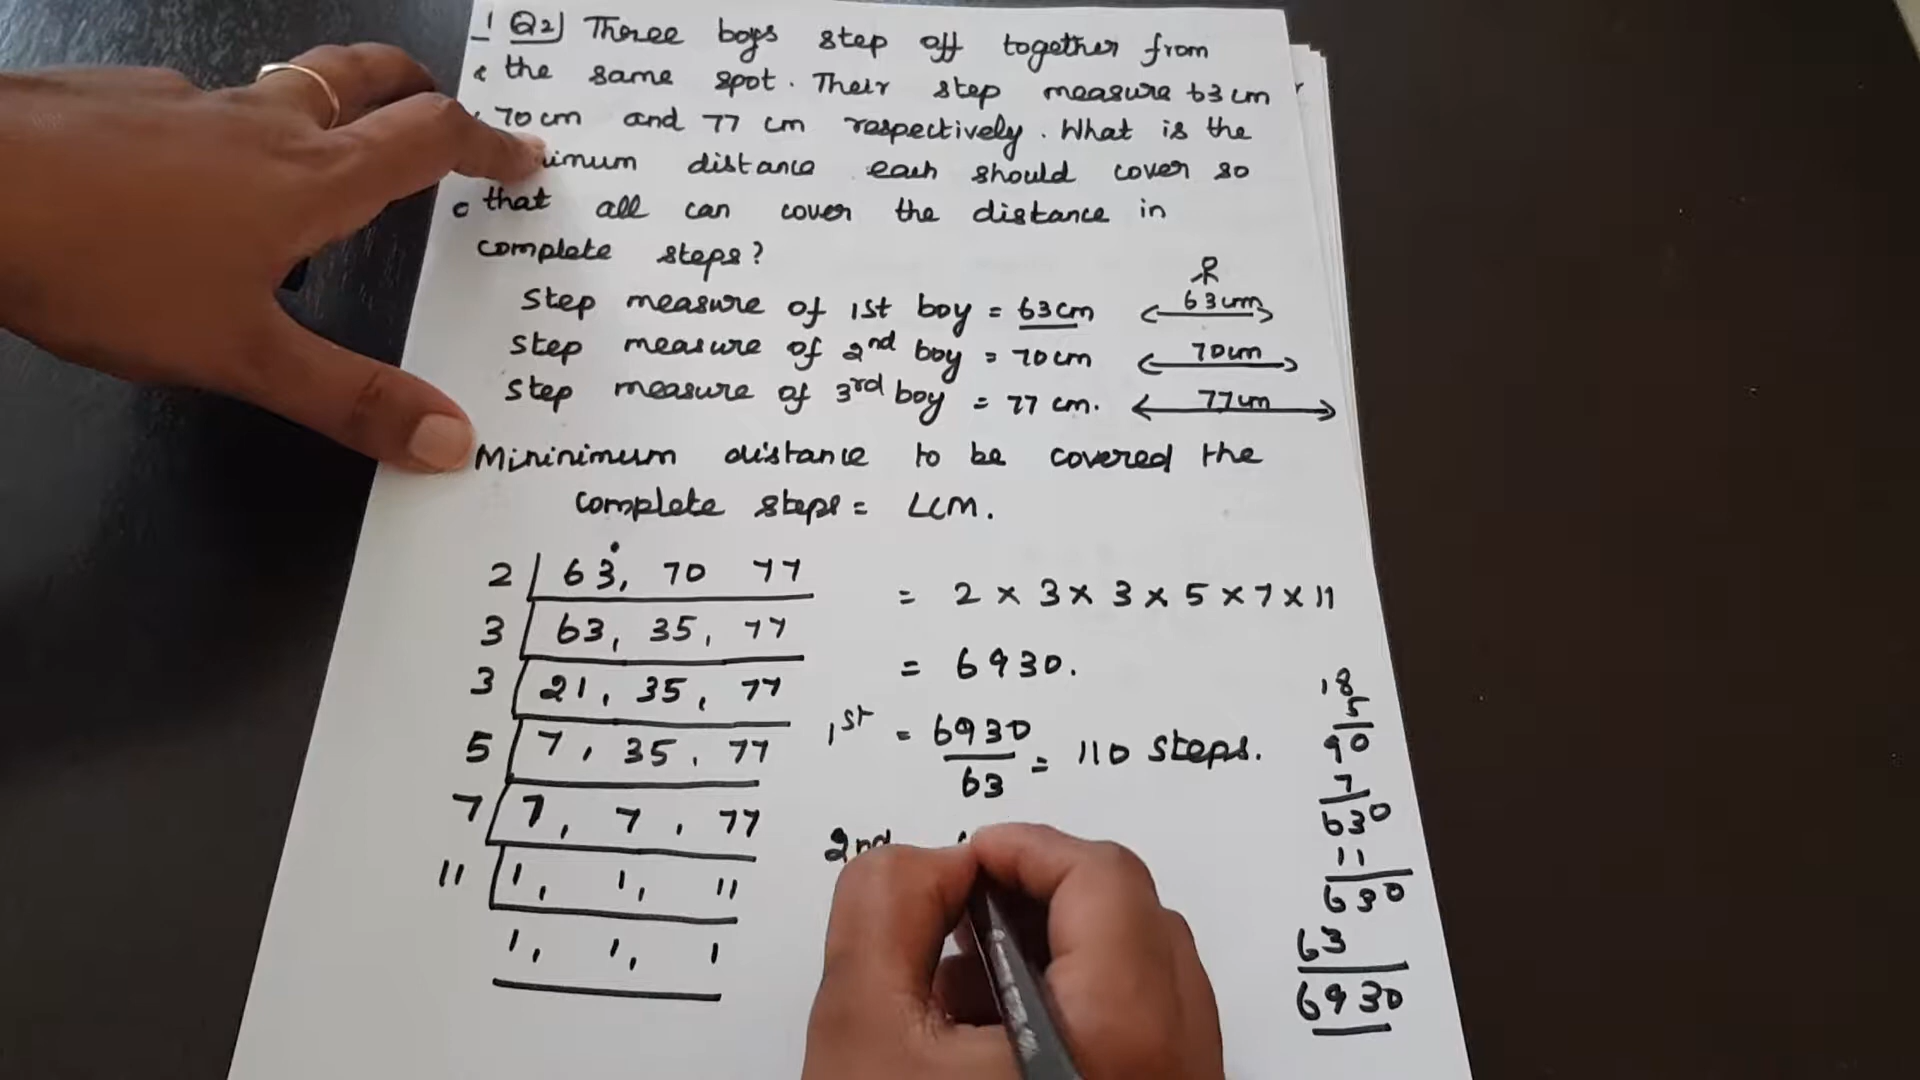 Q2) Three boys step off together from
the same spot. Their step measure 63 cm
70 cm and 77 cm respectively. What is the
distance each should cover so
that all can cover the distance in
complete steps?
Step measure of 1st boy = 63cm 63cm
Step measure of 2nd boy = 70cm 70cm
Step measure of 3rd boy = 77 cm. 77cm
Mininimum distance to be covered the
complete steps = LCM.
2 63, 70 77 = 2 × 3 × 3 × 5 × 7 × 11
3 63, 35, 77
= 6930.
3 21, 35, 77
1st = 6930/63 = 110 steps.
5 7, 35, 77
7 7, 7, 77
2nd
11 1, 1, 11
1, 1, 1
18
5
90
7
630
11
630
63
6930